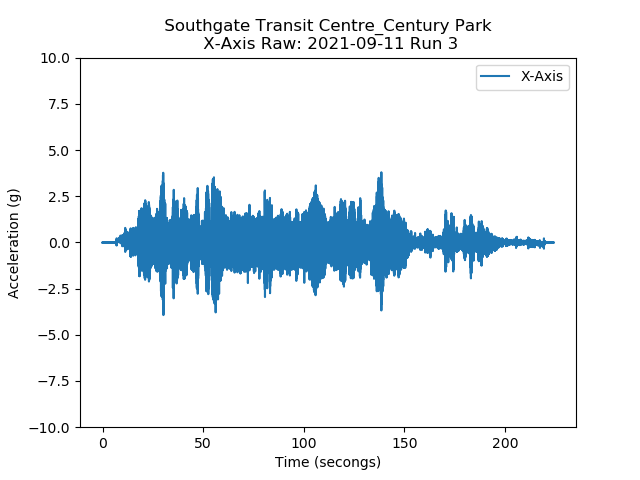 Southgate Transit Centre_Century Park
X-Axis Raw: 2021-09-11 Run 3
X-Axis
10.0
7.5
5.0
2.5
0.0
−2.5
−5.0
−7.5
−10.0
Acceleration (g)
0 50 100 150 200
Time (secongs)